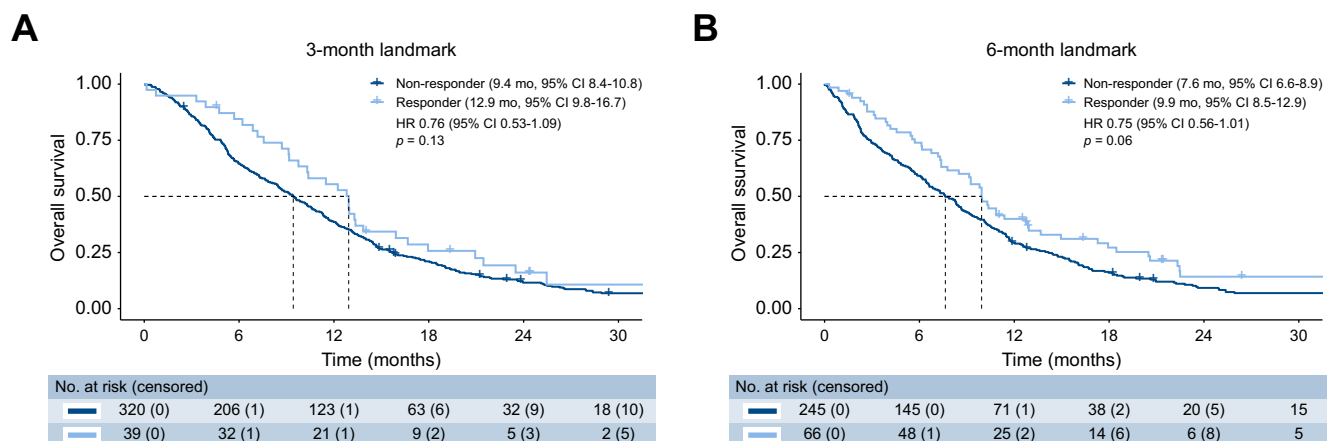 A
3-month landmark
Non-responder (9.4 mo, 95% CI 8.4-10.8)
Responder (12.9 mo, 95% CI 9.8-16.7)
HR 0.76 (95% CI 0.53-1.09)
p = 0.13
Overall survival
1.00
0.75
0.50
0.25
0.00
0 6 12 18 24 30
Time (months)
No. at risk (censored)
320 (0) 206 (1) 123 (1) 63 (6) 32 (9) 18 (10)
39 (0) 32 (1) 21 (1) 9 (2) 5 (3) 2 (5)
B
6-month landmark
Non-responder (7.6 mo, 95% CI 6.6-8.9)
Responder (9.9 mo, 95% CI 8.5-12.9)
HR 0.75 (95% CI 0.56-1.01)
p = 0.06
Overall ssurvival
1.00
0.75
0.50
0.25
0.00
0 6 12 18 24 30
Time (months)
No. at risk (censored)
245 (0) 145 (0) 71 (1) 38 (2) 20 (5) 15
66 (0) 48 (1) 25 (2) 14 (6) 6 (8) 5